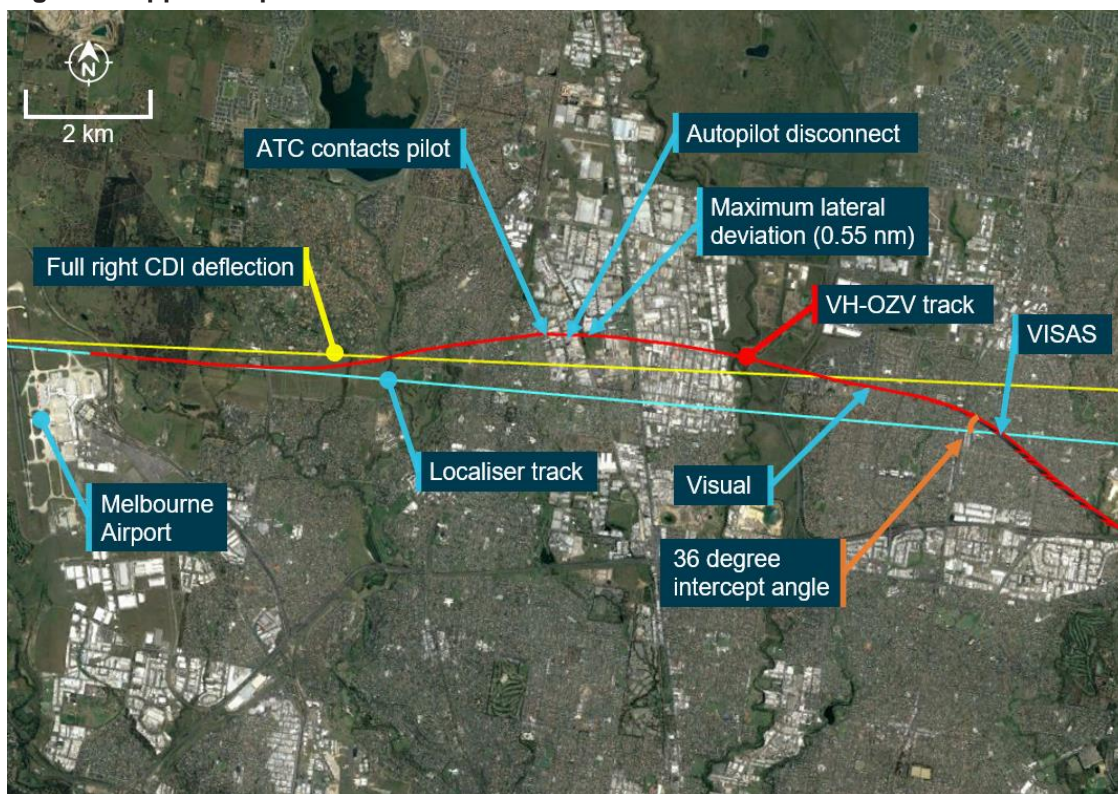 N
2 km
ATC contacts pilot
Autopilot disconnect
Maximum lateral
deviation (0.55 nm)
Full right CDI deflection
VH-OZV track
VISAS
Localiser track
Visual
Melbourne
Airport
36 degree
intercept angle